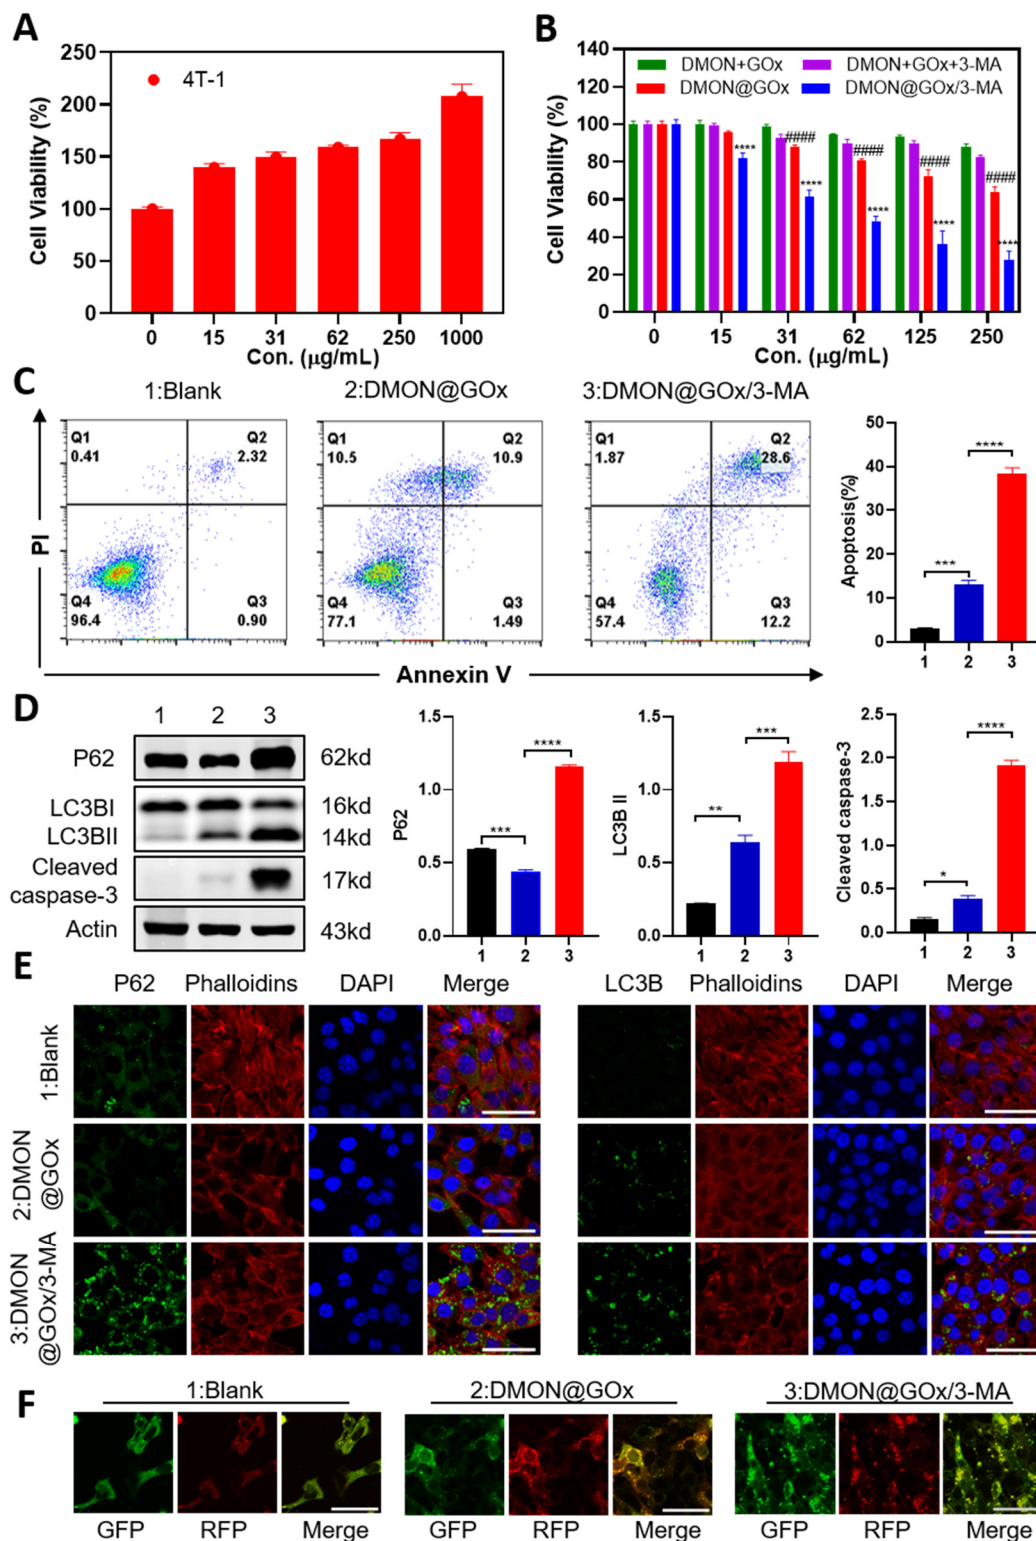 A
250
200
150
100
50
0
Cell Viability (%)
4T-1
0 15 31 62 250 1000
Con. (μg/mL)
B
140
120
100
80
60
40
20
0
Cell Viability (%)
DMON+GOx DMON+GOx+3-MA
DMON@GOx DMON@GOx/3-MA
#### #### #### ####
**** **** **** **** ****
0 15 31 62 125 250
Con. (μg/mL)
C
1:Blank 2:DMON@GOx 3:DMON@GOx/3-MA
PI
Q1 Q2
0.41 2.32
Q4 Q3
96.4 0.90
Q1 Q2
10.5 10.9
Q4 Q3
77.1 1.49
Q1 Q2
1.87 28.6
Q4 Q3
57.4 12.2
Annexin V
Apoptosis(%)
50
40
30
20
10
0
****
***
1 2 3
D
1 2 3
P62 62kd
LC3BI 16kd
LC3BII 14kd
Cleaved
caspase-3 17kd
Actin 43kd
P62
1.5
1.0
0.5
0.0
****
***
1 2 3
LC3B II
1.5
1.0
0.5
0.0
***
**
1 2 3
Cleaved caspase-3
2.5
2.0
1.5
1.0
0.5
0.0
****
*
1 2 3
E
P62 Phalloidins DAPI Merge LC3B Phalloidins DAPI Merge
1:Blank
2:DMON
@GOx
3:DMON
@GOx/3-MA
F
1:Blank 2:DMON@GOx 3:DMON@GOx/3-MA
GFP RFP Merge GFP RFP Merge GFP RFP Merge